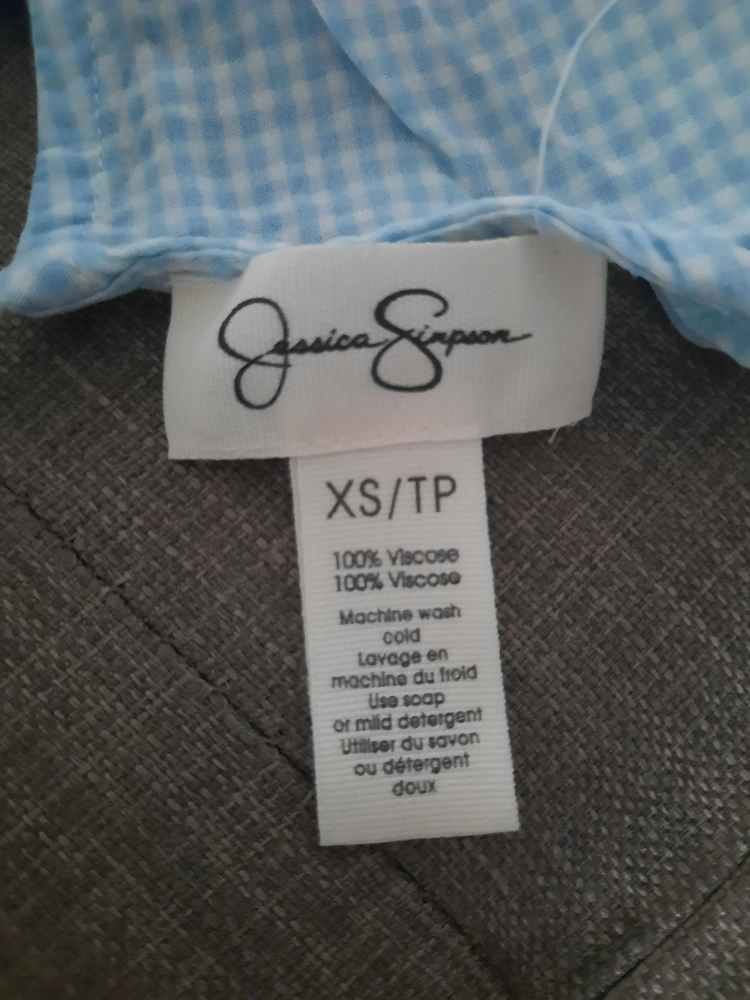 Jessica Simpson
XS/TP
100% Viscose
100% Viscose
Machine wash
cold
Lavage en
machine du froid
Use soap
or mild detergent
Utiliser du savon
ou détergent
doux